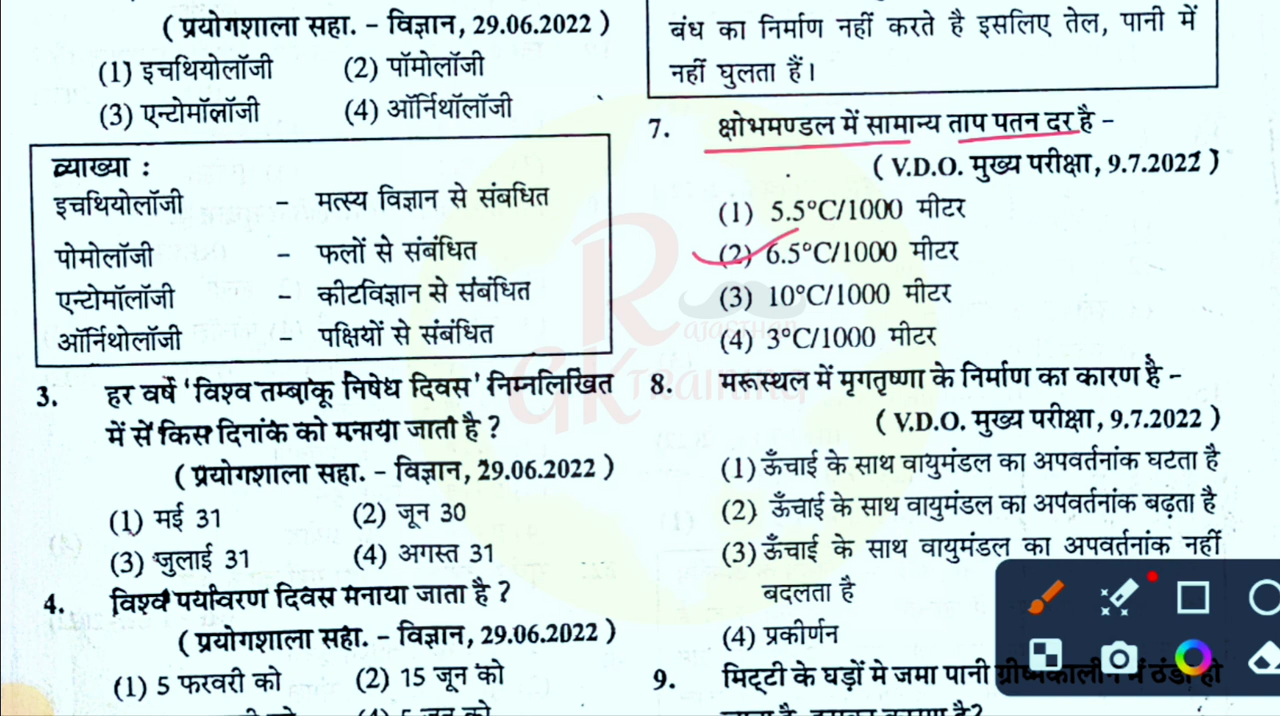 ( प्रयोगशाला सहा. – विज्ञान, 29.06.2022 )
(1) इचथियोलॉजी (2) पॉमोलॉजी
(3) एन्टोमॉलॉजी (4) ऑर्निथॉलॉजी
व्याख्या :
इचथियोलॉजी – मत्स्य विज्ञान से संबधित
पोमोलॉजी – फलों से संबंधित
एन्टोमॉलॉजी – कीटविज्ञान से संबंधित
ऑर्निथोलॉजी – पक्षियों से संबंधित
3. हर वर्ष 'विश्व तम्बाकू निषेध दिवस' निम्नलिखित
में से किस दिनांक को मनाया जाता है ?
( प्रयोगशाला सहा. – विज्ञान, 29.06.2022 )
(1) मई 31 (2) जून 30
(3) जुलाई 31 (4) अगस्त 31
4. विश्व पर्यावरण दिवस मनाया जाता है ?
( प्रयोगशाला सहा. – विज्ञान, 29.06.2022 )
(1) 5 फरवरी को (2) 15 जून को
(4) 5 जून को
बंध का निर्माण नहीं करते है इसलिए तेल, पानी में
नहीं घुलता हैं।
7. क्षोभमण्डल में सामान्य ताप पतन दर है –
( V.D.O. मुख्य परीक्षा, 9.7.2022 )
(1) 5.5°C/1000 मीटर
(2) 6.5°C/1000 मीटर
(3) 10°C/1000 मीटर
(4) 3°C/1000 मीटर
8. मरूस्थल में मृगतृष्णा के निर्माण का कारण है –
( V.D.O. मुख्य परीक्षा, 9.7.2022 )
(1) ऊँचाई के साथ वायुमंडल का अपवर्तनांक घटता है
(2) ऊँचाई के साथ वायुमंडल का अपवर्तनांक बढ़ता है
(3) ऊँचाई के साथ वायुमंडल का अपवर्तनांक नहीं
बदलता है
(4) प्रकीर्णन
9. मिट्टी के घड़ों मे जमा पानी ग्रीष्मकालीन में ठंडा हो
RAJASTHAN
GK TRAINING